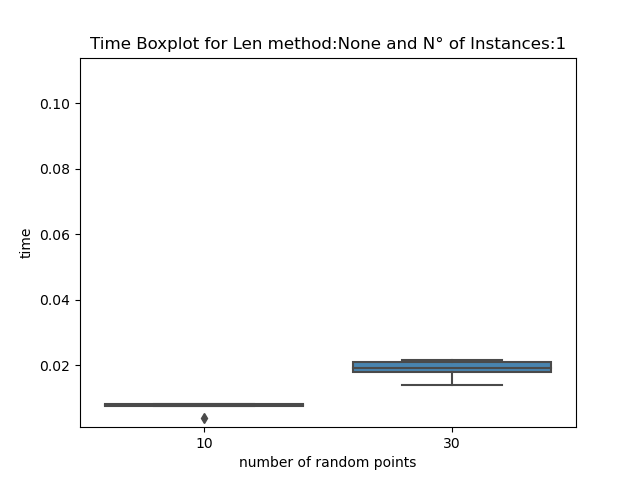 Time Boxplot for Len method:None and N° of Instances:1
0.10
0.08
0.06
0.04
0.02
time
10 30
number of random points